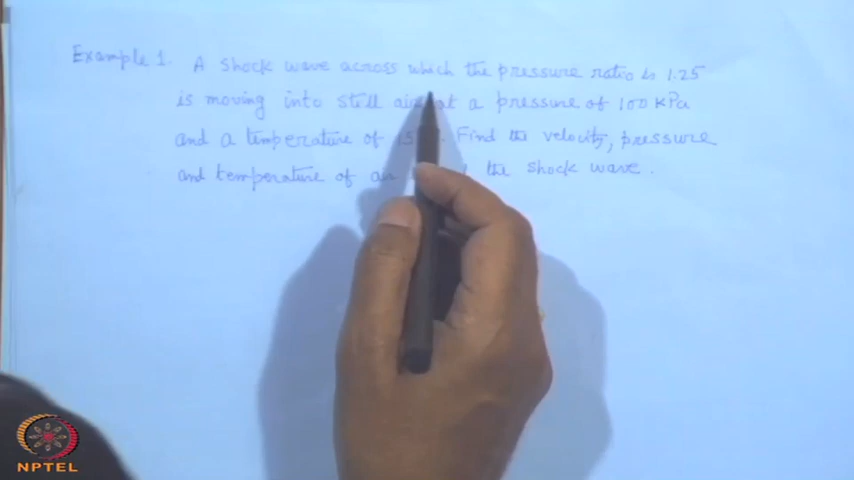 Example 1. A shock wave across which the pressure ratio is 1.25
is moving into still air at a pressure of 100 kPa
and a temperature of 15 Find the velocity, pressure
and temperature of the shock wave.
NPTEL